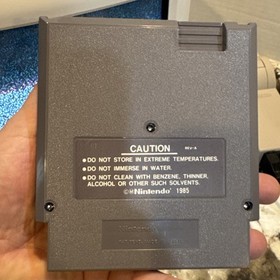 CAUTION REV-A
•DO NOT STORE IN EXTREME TEMPERATURES.
•DO NOT IMMERSE IN WATER.
•DO NOT CLEAN WITH BENZENE, THINNER,
ALCOHOL OR OTHER SUCH SOLVENTS.
©®Nintendo® 1985